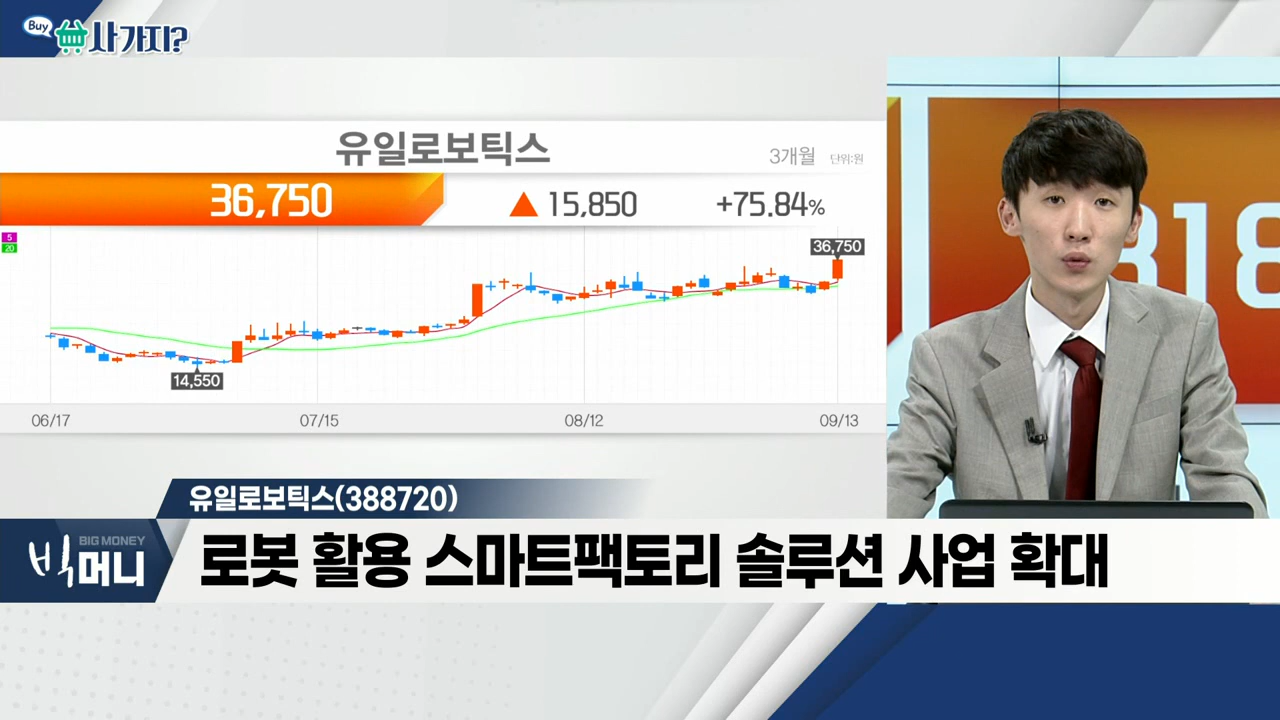 Buy
사가지?
유일로보틱스
3개월 단위:원
36,750 ▲ 15,850 +75.84%
5
20
36,750
14,550
06/17 07/15 08/12 09/13
318
유일로보틱스(388720)
BIG MONEY
빅머니
로봇 활용 스마트팩토리 솔루션 사업 확대